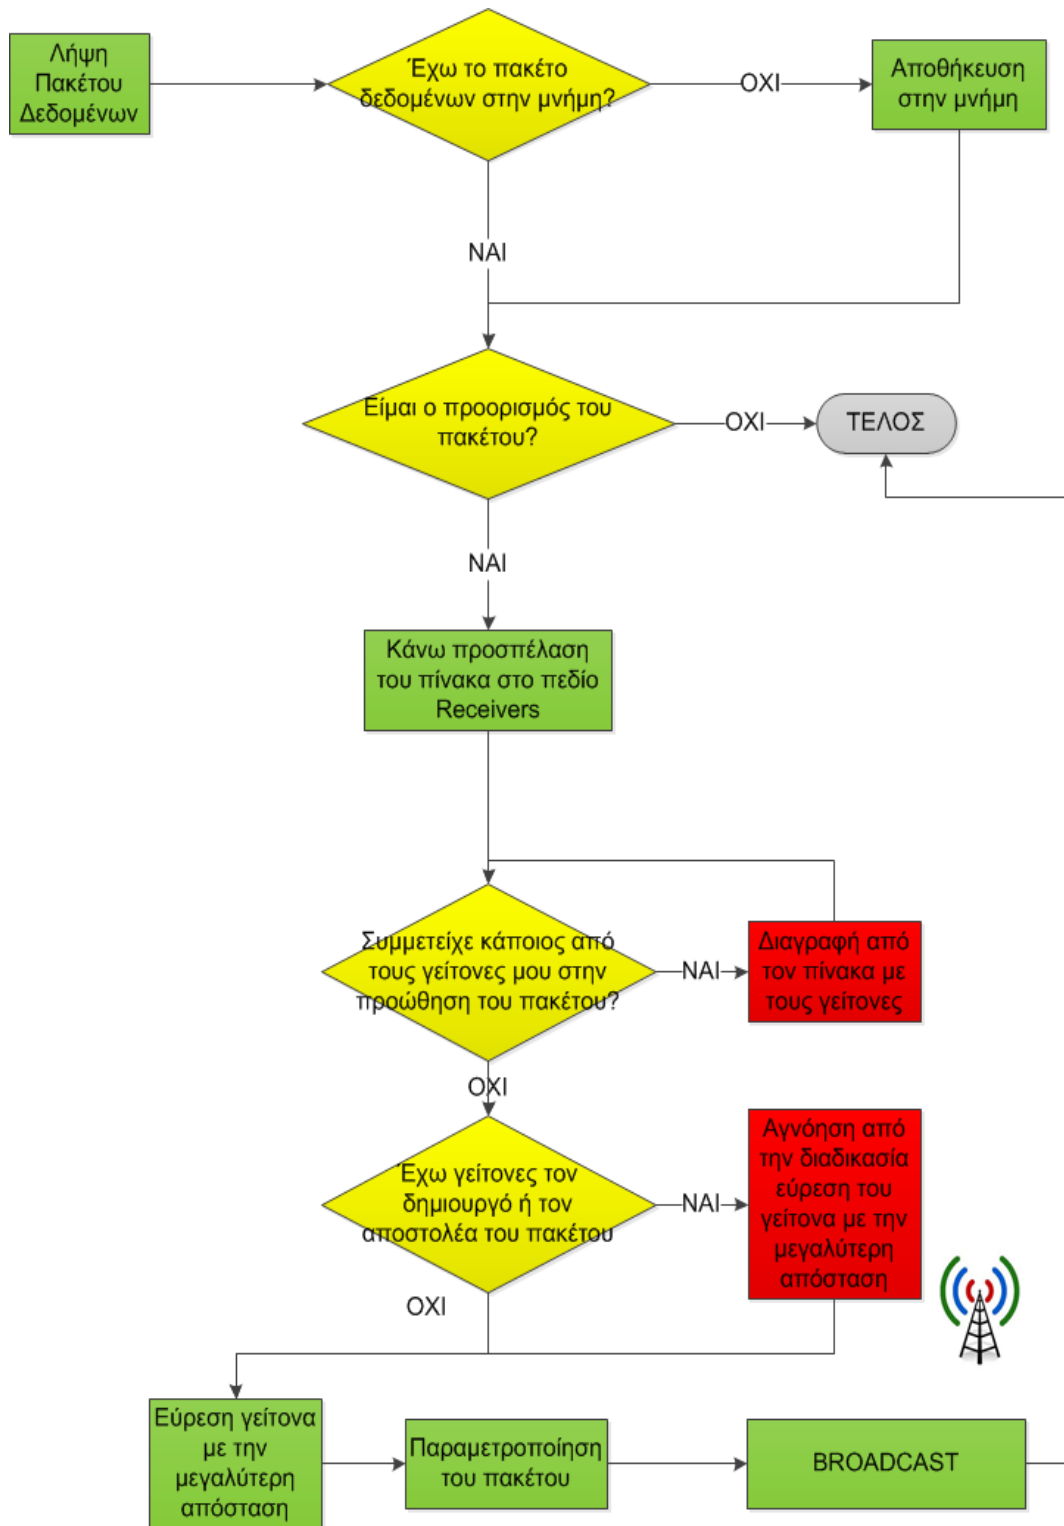 Λήψη
Πακέτου
Δεδομένων
Έχω το πακέτο
δεδομένων στην μνήμη?
ΟΧΙ
Αποθήκευση
στην μνήμη
ΝΑΙ
Είμαι ο προορισμός του
πακέτου?
ΟΧΙ
ΤΕΛΟΣ
ΝΑΙ
Κάνω προσπέλαση
του πίνακα στο πεδίο
Receivers
Συμμετείχε κάποιος από
τους γείτονες μου στην
προώθηση του πακέτου?
ΝΑΙ
Διαγραφή από
τον πίνακα με
τους γείτονες
ΟΧΙ
Έχω γείτονες τον
δημιουργό ή τον
αποστολέα του πακέτου
ΝΑΙ
Αγνόηση από
την διαδικασία
εύρεση του
γείτονα με την
μεγαλύτερη
απόσταση
ΟΧΙ
Εύρεση γείτονα
με την
μεγαλύτερη
απόσταση
Παραμετροποίηση
του πακέτου
BROADCAST